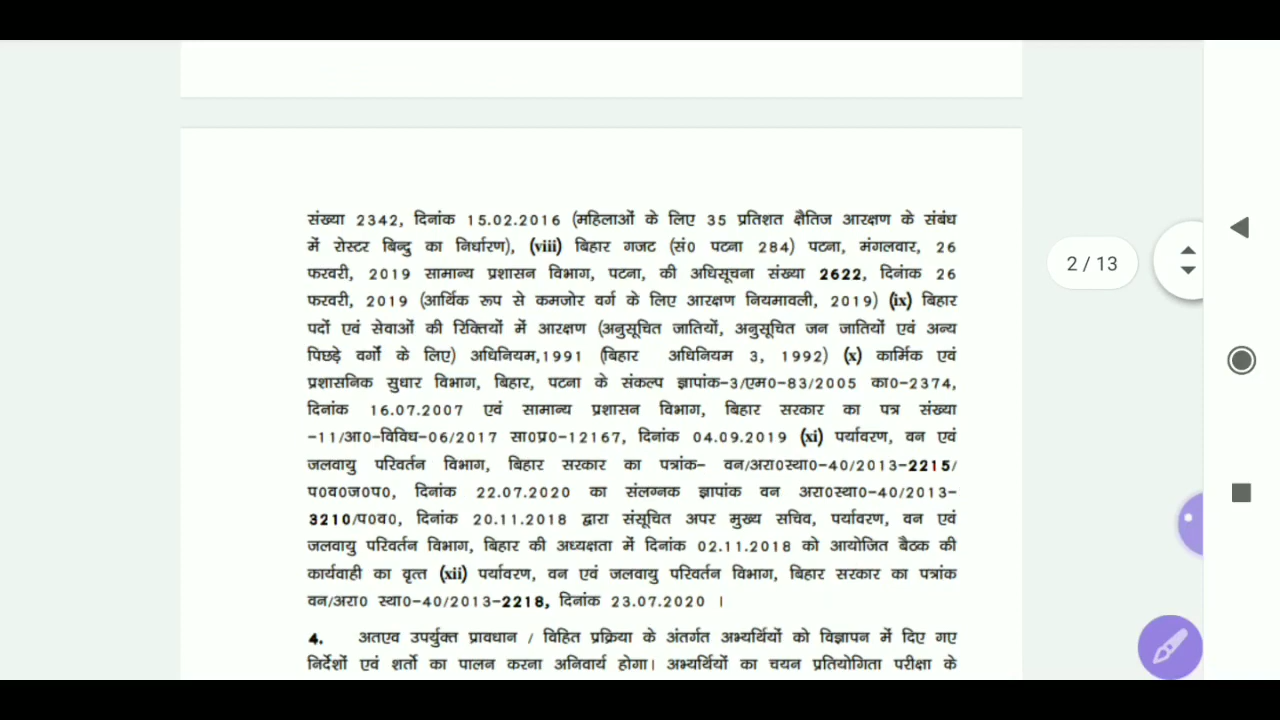 संख्या 2342, दिनांक 15.02.2016 (महिलाओं के लिए 35 प्रतिशत क्षैतिज आरक्षण के संबंध
में रोस्टर बिन्दु का निर्धारण), (viii) बिहार गजट (सं0 पटना 284) पटना, मंगलवार, 26
फरवरी, 2019 सामान्य प्रशासन विभाग, पटना, की अधिसूचना संख्या 2622, दिनांक 26
फरवरी, 2019 (आर्थिक रूप से कमजोर वर्ग के लिए आरक्षण नियमावली, 2019) (ix) बिहार
पदों एवं सेवाओं की रिक्तियों में आरक्षण (अनुसूचित जातियों, अनुसूचित जन जातियों एवं अन्य
पिछड़े वर्गों के लिए) अधिनियम,1991 (बिहार अधिनियम 3, 1992) (x) कार्मिक एवं
प्रशासनिक सुधार विभाग, बिहार, पटना के संकल्प ज्ञापांक-3/एम0-83/2005 का0-2374,
दिनांक 16.07.2007 एवं सामान्य प्रशासन विभाग, बिहार सरकार का पत्र संख्या
-11/आ0-विविध-06/2017 सा0प्र0-12167, दिनांक 04.09.2019 (xi) पर्यावरण, वन एवं
जलवायु परिवर्तन विभाग, बिहार सरकार का पत्रांक- वन/अरा0स्था0-40/2013-2215/
प0व0ज0प0, दिनांक 22.07.2020 का संलग्नक ज्ञापांक वन अरा0स्था0-40/2013-
3210/प0व0, दिनांक 20.11.2018 द्वारा संसूचित अपर मुख्य सचिव, पर्यावरण, वन एवं
जलवायु परिवर्तन विभाग, बिहार की अध्यक्षता में दिनांक 02.11.2018 को आयोजित बैठक की
कार्यवाही का वृत्त (xii) पर्यावरण, वन एवं जलवायु परिवर्तन विभाग, बिहार सरकार का पत्रांक
वन/अरा0 स्था0-40/2013-2218, दिनांक 23.07.2020 ।
4. अतएव उपर्युक्त प्रावधान / विहित प्रक्रिया के अंतर्गत अभ्यर्थियों को विज्ञापन में दिए गए
निर्देशों एवं शर्तो का पालन करना अनिवार्य होगा। अभ्यर्थियों का चयन प्रतियोगिता परीक्षा के
2 / 13